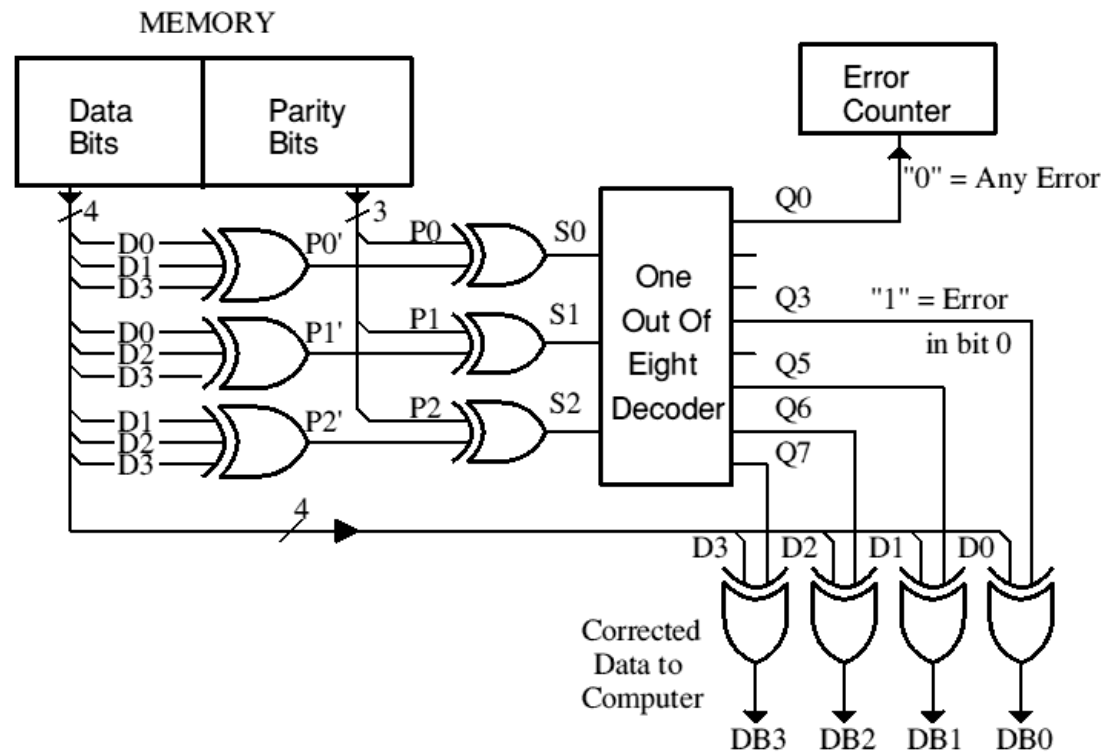 MEMORY
Data
Bits
Parity
Bits
Error
Counter
"0" = Any Error
4
3
D0
D1
D3
P0'
P0
S0
D0
D2
D3
P1'
P1
S1
D1
D2
D3
P2'
P2
S2
One
Out Of
Eight
Decoder
Q0
Q3
"1" = Error
in bit 0
Q5
Q6
Q7
4
D3
D2
D1
D0
Corrected
Data to
Computer
DB3
DB2
DB1
DB0